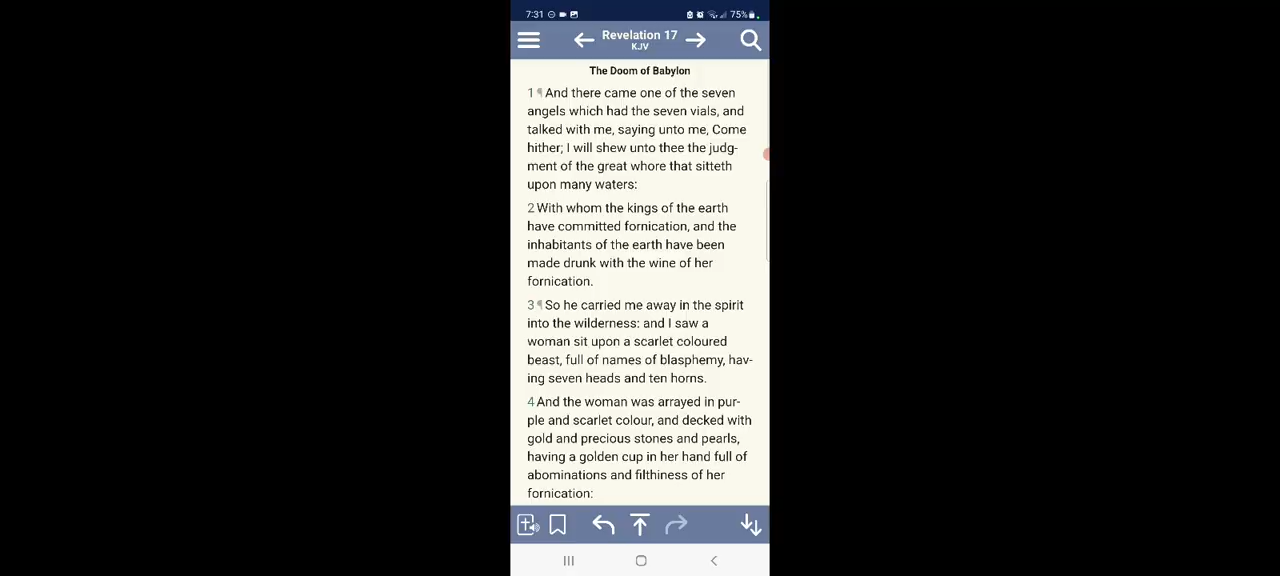 7:31 75%
Revelation 17
KJV
The Doom of Babylon
1 ¶ And there came one of the seven
angels which had the seven vials, and
talked with me, saying unto me, Come
hither; I will shew unto thee the judg-
ment of the great whore that sitteth
upon many waters:
2 With whom the kings of the earth
have committed fornication, and the
inhabitants of the earth have been
made drunk with the wine of her
fornication.
3 ¶ So he carried me away in the spirit
into the wilderness: and I saw a
woman sit upon a scarlet coloured
beast, full of names of blasphemy, hav-
ing seven heads and ten horns.
4 And the woman was arrayed in pur-
ple and scarlet colour, and decked with
gold and precious stones and pearls,
having a golden cup in her hand full of
abominations and filthiness of her
fornication: